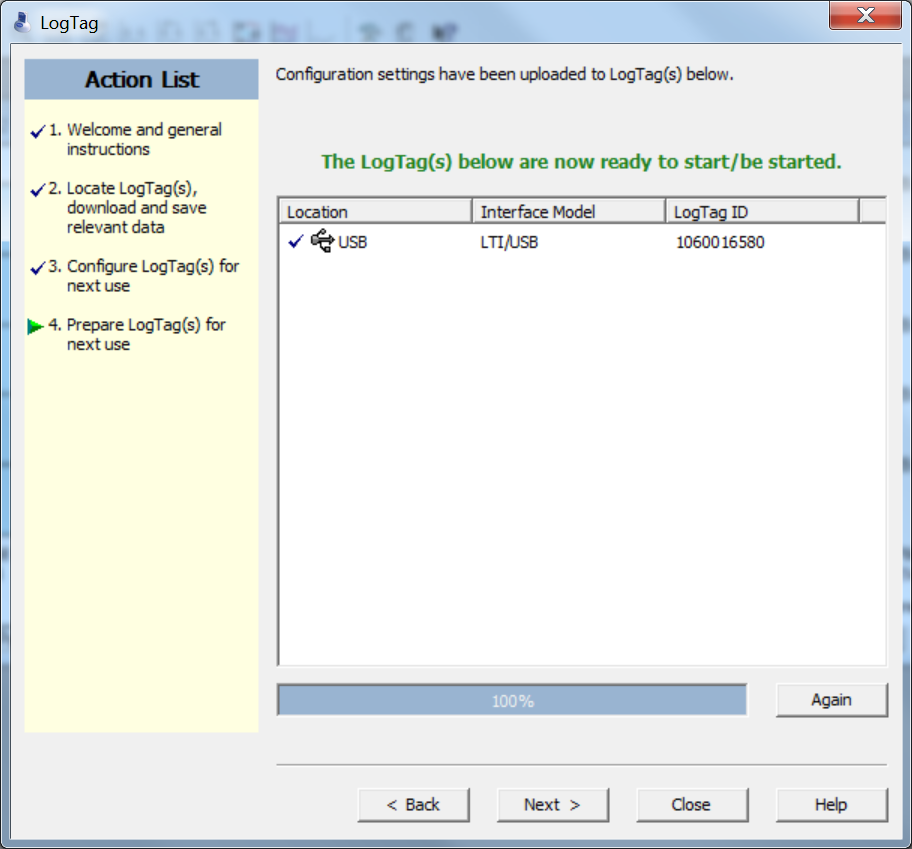 LogTag
Action List
Configuration settings have been uploaded to LogTag(s) below.
1. Welcome and general
instructions
2. Locate LogTag(s),
download and save
relevant data
3. Configure LogTag(s) for
next use
4. Prepare LogTag(s) for
next use
The LogTag(s) below are now ready to start/be started.
Location Interface Model LogTag ID
USB LTI/USB 1060016580
100%
Again
< Back Next > Close Help